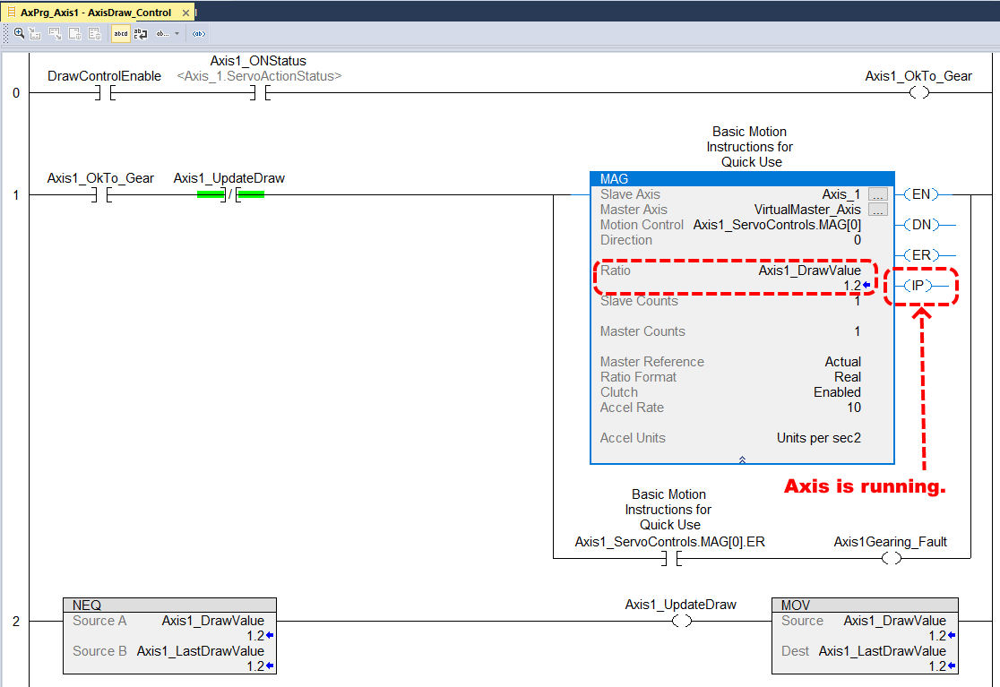 AxPrg_Axis1 - AxisDraw_Control
abcd
ab
cd
ab...
<ab>
Axis1_ONStatus
DrawControlEnable
<Axis_1.ServoActionStatus>
Axis1_OkTo_Gear
0
Basic Motion
Instructions for
Quick Use
Axis1_OkTo_Gear
Axis1_UpdateDraw
1
/
MAG
Slave Axis
Axis_1
...
EN
Master Axis
VirtualMaster_Axis
...
Motion Control
Axis1_ServoControls.MAG[0]
DN
Direction
0
ER
Ratio
Axis1_DrawValue
1.2
IP
Slave Counts
1
Master Counts
1
Master Reference
Actual
Ratio Format
Real
Clutch
Enabled
Accel Rate
10
Accel Units
Units per sec2
Axis is running.
Basic Motion
Instructions for
Quick Use
Axis1_ServoControls.MAG[0].ER
Axis1Gearing_Fault
2
NEQ
Source A
Axis1_DrawValue
1.2
Source B
Axis1_LastDrawValue
1.2
Axis1_UpdateDraw
MOV
Source
Axis1_DrawValue
1.2
Dest
Axis1_LastDrawValue
1.2